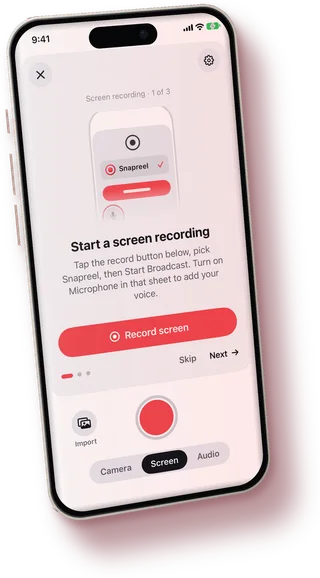 9:41
Screen recording · 1 of 3
Snapreel
Start a screen recording
Tap the record button below, pick
Snapreel, then Start Broadcast. Turn on
Microphone in that sheet to add your
voice.
Record screen
Skip
Next →
Import
Camera
Screen
Audio